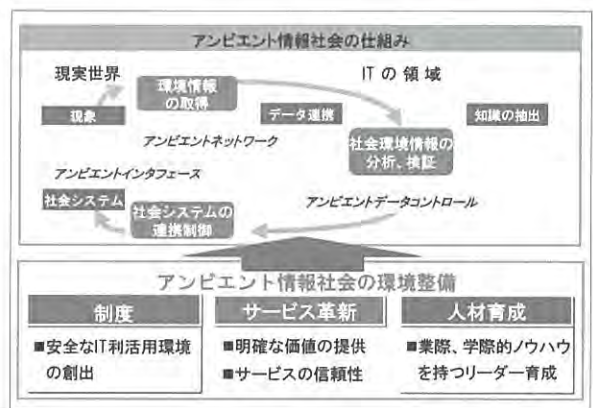 アンビエント情報社会の仕組み
現実世界
ITの領域
環境情報
の取得
現象
データ連携
知識の抽出
アンビエントネットワーク
社会環境情報の
分析、検証
アンビエントインタフェース
社会システム
アンビエントデータコントロール
社会システムの
連携制御
アンビエント情報社会の環境整備
制度
■安全なIT利活用環境
の創出
サービス革新
■明確な価値の提供
■サービスの信頼性
人材育成
■業際、学際的ノウハウ
を持つリーダー育成